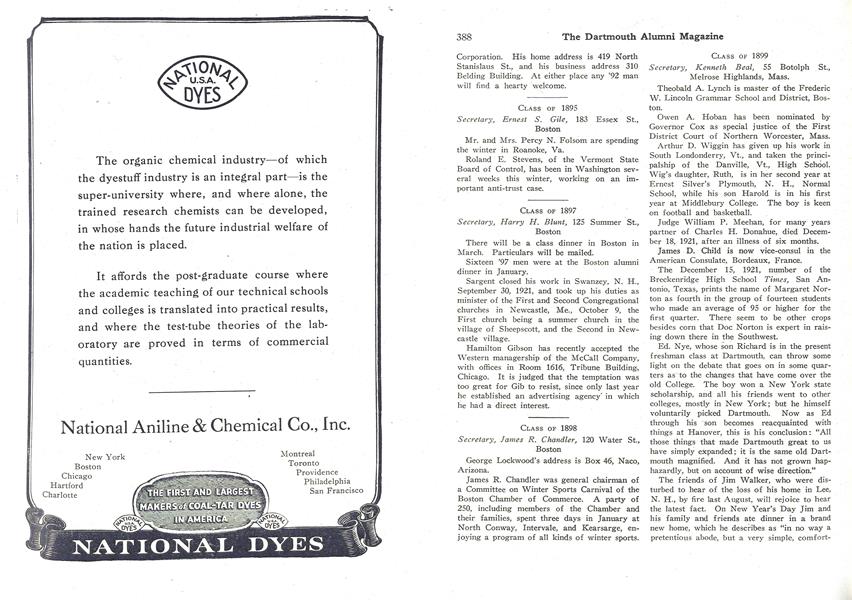 NATIONAL
U.S.A.
DYES
The organic chemical industry—of which
the dyestuff industry is an integral part—is the
super-university where, and where alone, the
trained research chemists can be developed,
in whose hands the future industrial welfare of
the nation is placed.
It affords the post-graduate course where
the academic teaching of our technical schools
and colleges is translated into practical results,
and where the test-tube theories of the lab-
oratory are proved in terms of commercial
quantities.
National Aniline & Chemical Co., Inc.
New York
Boston
Chicago
Hartford
Charlotte
Montreal
Toronto
Providence
Philadelphia
San Francisco
THE FIRST AND LARGEST
MAKERS of COAL-TAR DYES
IN AMERICA
NATIONAL
DYES
NATIONAL
DYES
NATIONAL DYES
388
The Dartmouth Alumni Magazine
Corporation. His home address is 419 North
Stanislaus St., and his business address 310
Belding Building. At either place any '92 man
will find a hearty welcome.
CLASS OF 1895
Secretary, Ernest S. Gile, 183 Essex St.,
Boston
Mr. and Mrs. Percy N. Folsom are spending
the winter in Roanoke, Va.
Roland E. Stevens, of the Vermont State
Board of Control, has been in Washington sev-
eral weeks this winter, working on an im-
portant anti-trust case.
CLASS OF 1897
Secretary, Harry H. Blunt, 125 Summer St.,
Boston
There will be a class dinner in Boston in
March. Particulars will be mailed.
Sixteen '97 men were at the Boston alumni
dinner in January.
Sargent closed his work in Swanzey, N. H.,
September 30, 1921, and took up his duties as
minister of the First and Second Congregational
churches in Newcastle, Me., October 9, the
First church being a summer church in the
village of Sheepscott, and the Second in New-
castle village.
Hamilton Gibson has recently accepted the
Western managership of the McCall Company,
with offices in Room 1616, Tribune Building,
Chicago. It is judged that the temptation was
too great for Gib to resist, since only last year
he established an advertising agency in which
he had a direct interest.
CLASS OF 1898
Secretary, James R. Chandler, 120 Water St.,
Boston
George Lockwood's address is Box 46, Naco,
Arizona.
James R. Chandler was general chairman of
a Committee on Winter Sports Carnival of the
Boston Chamber of Commerce. A party of
250, including members of the Chamber and
their families, spent three days in January at
North Conway, Intervale, and Kearsarge, en-
joying a program of all kinds of winter sports.
CLASS OF 1899
Secretary, Kenneth Beal, 55 Botolph St.,
Melrose Highlands, Mass.
Theobald A. Lynch is master of the Frederic
W. Lincoln Grammar School and District, Bos-
ton.
Owen A. Hoban has been nominated by
Governor Cox as special justice of the First
District Court of Northern Worcester, Mass.
Arthur D. Wiggin has given up his work in
South Londonderry, Vt., and taken the princi-
palship of the Danville, Vt., High School.
Wig's daughter, Ruth, is in her second year at
Ernest Silver's Plymouth, N. H., Normal
School, while his son Harold is in his first
year at Middlebury College. The boy is keen
on football and basketball.
Judge William P. Meehan, for many years
partner of Charles H. Donahue, died Decem-
ber 18, 1921, after an illness of six months.
James D. Child is now vice-consul in the
American Consulate, Bordeaux, France.
The December 15, 1921, number of the
Breckenridge High School Times, San An-
tonio, Texas, prints the name of Margaret Nor-
ton as fourth in the group of fourteen students
who made an average of 95 or higher for the
first quarter. There seem to be other crops
besides corn that Doc Norton is expert in rais-
ing down there in the Southwest.
Ed. Nye, whose son Richard is in the present
freshman class at Dartmouth, can throw some
light on the debate that goes on in some quar-
ters as to the changes that have come over the
old College. The boy won a New York state
scholarship, and all his friends went to other
colleges, mostly in New York; but he himself
voluntarily picked Dartmouth. Now as Ed
through his son becomes reacquainted with
things at Hanover, this is his conclusion: "All
those things that made Dartmouth great to us
have simply expanded; it is the same old Dart-
mouth magnified. And it has not grown hap-
hazardly, but on account of wise direction."
The friends of Jim Walker, who were dis-
turbed to hear of the loss of his home in Lee,
N. H., by fire last August, will rejoice to hear
the latest fact. On New Year's Day Jim and
his family and friends ate dinner in a brand
new home, which he describes as "in no way a
pretentious abode, but a very simple, comfort-